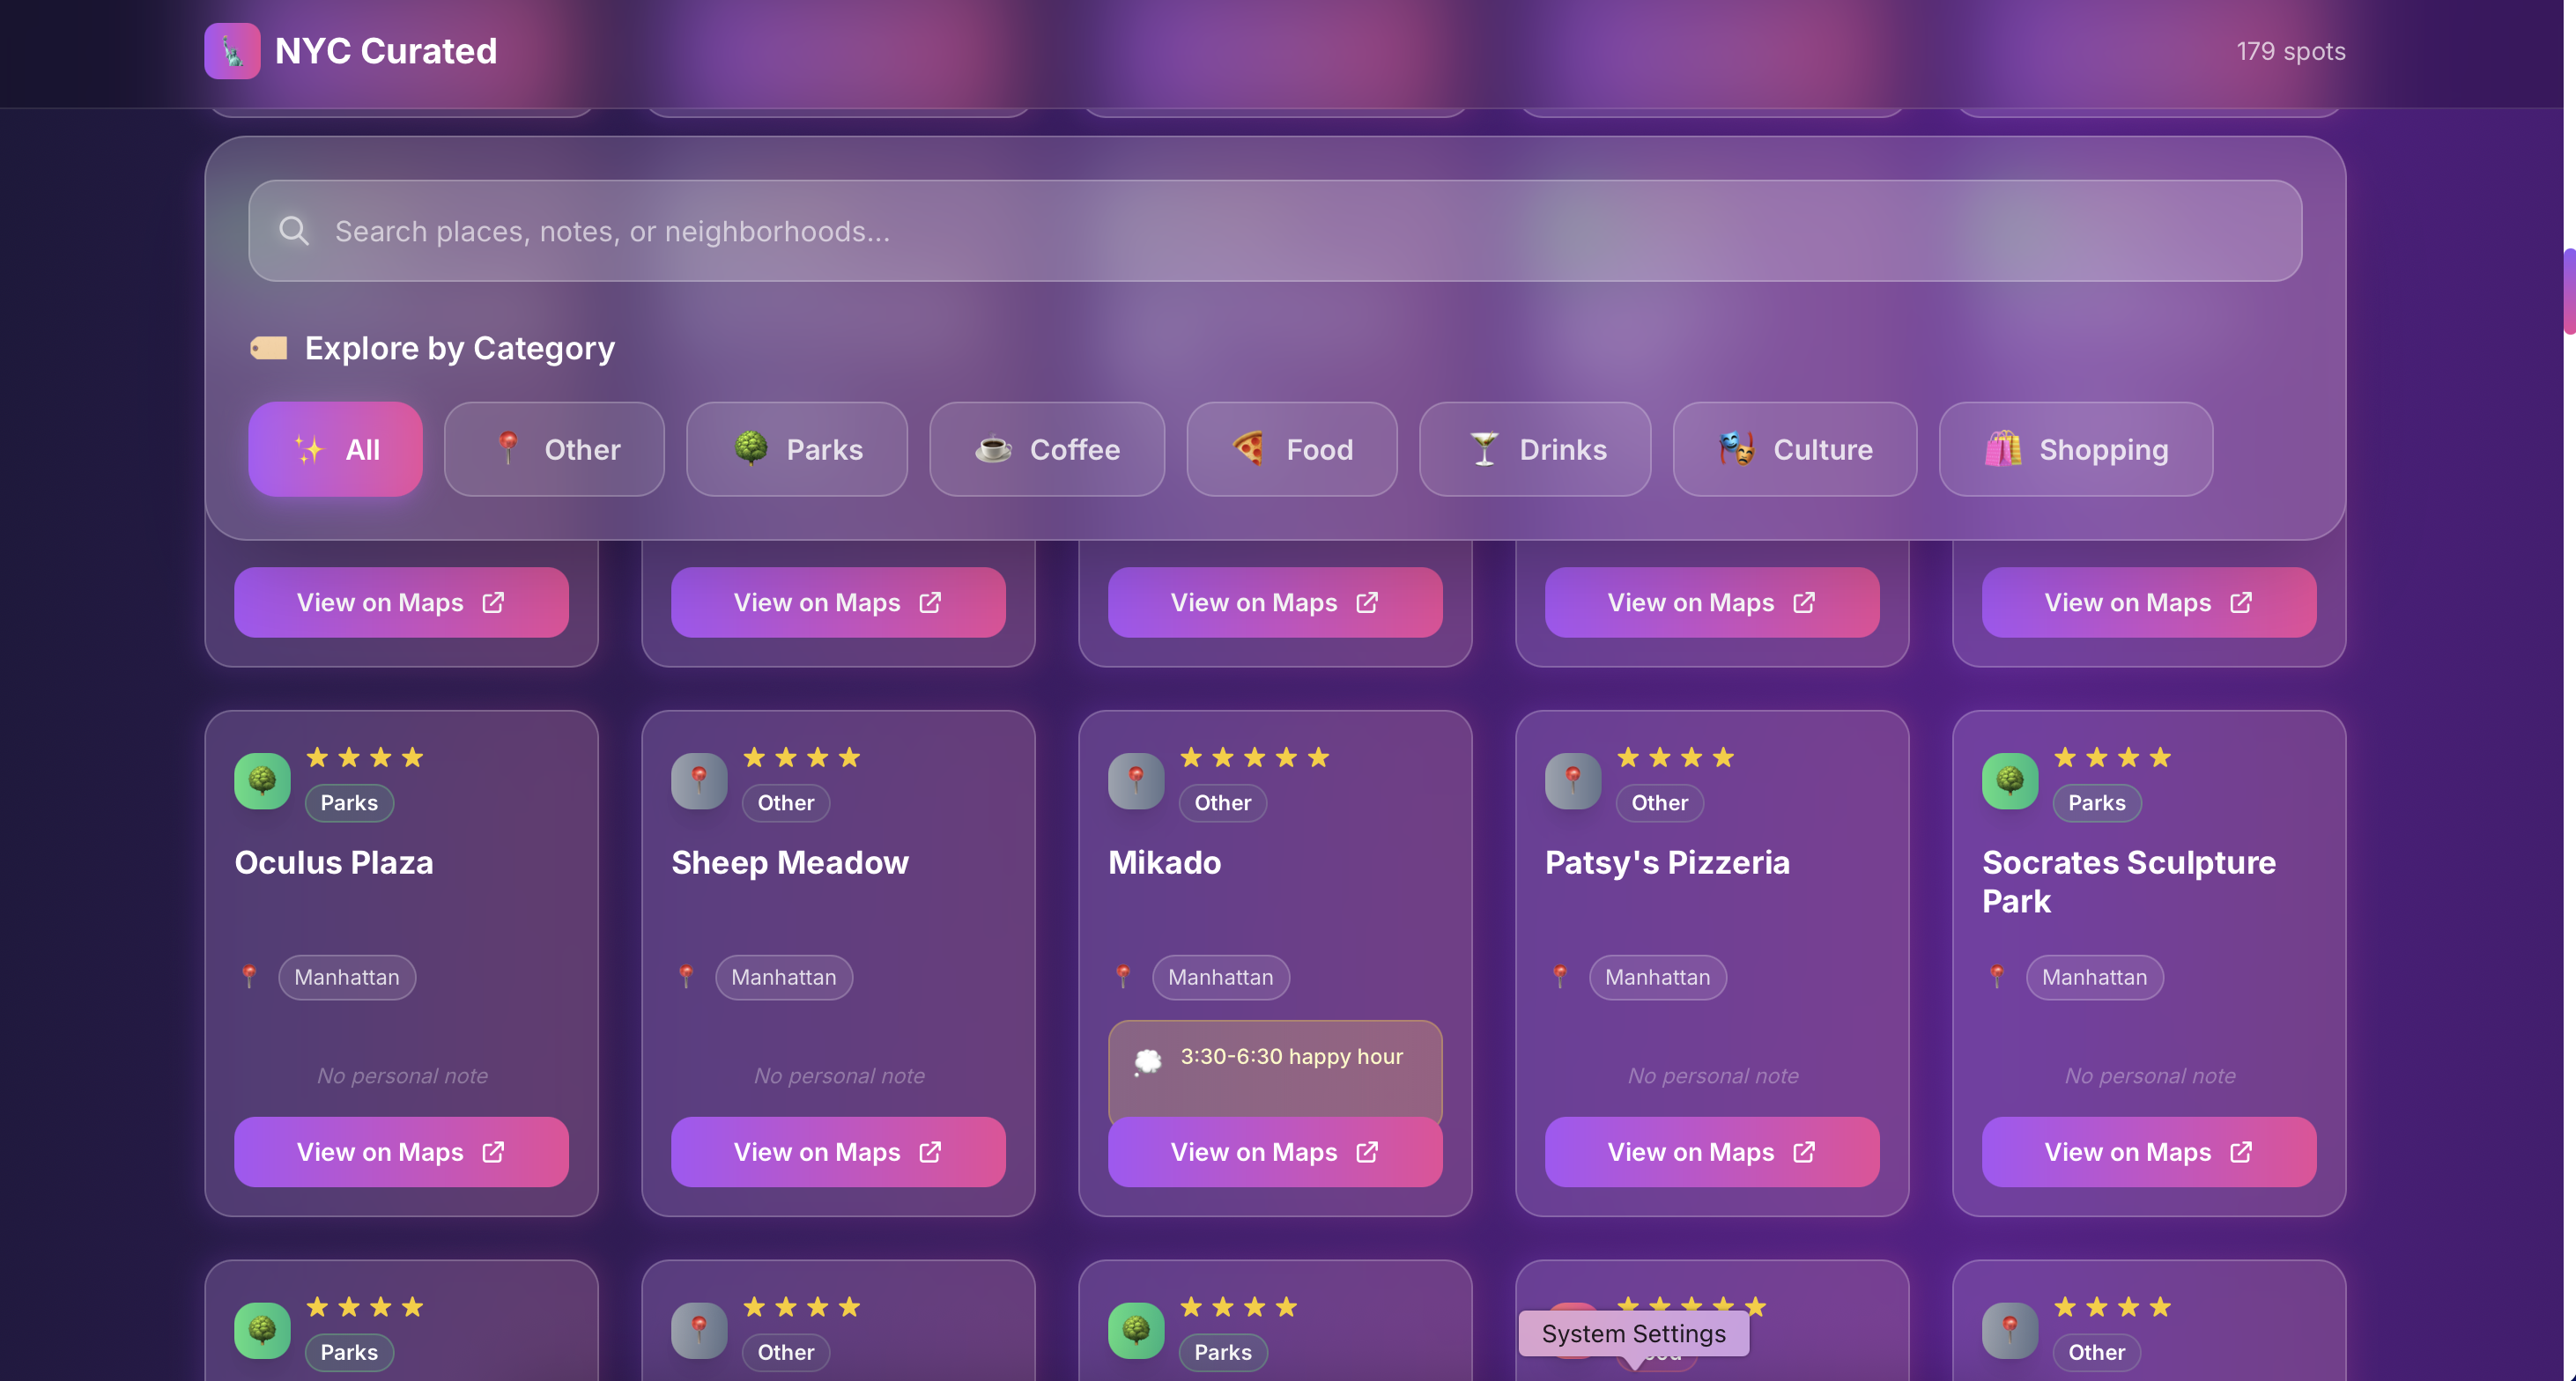 NYC Curated
179 spots
Search places, notes, or neighborhoods...
Explore by Category
All
Other
Parks
Coffee
Food
Drinks
Culture
Shopping
View on Maps
View on Maps
View on Maps
View on Maps
View on Maps
Parks
Oculus Plaza
Manhattan
No personal note
View on Maps
Other
Sheep Meadow
Manhattan
No personal note
View on Maps
Other
Mikado
Manhattan
3:30-6:30 happy hour
View on Maps
Other
Patsy's Pizzeria
Manhattan
No personal note
View on Maps
Parks
Socrates Sculpture
Park
Manhattan
No personal note
View on Maps
Parks
Other
Parks
System Settings
Other